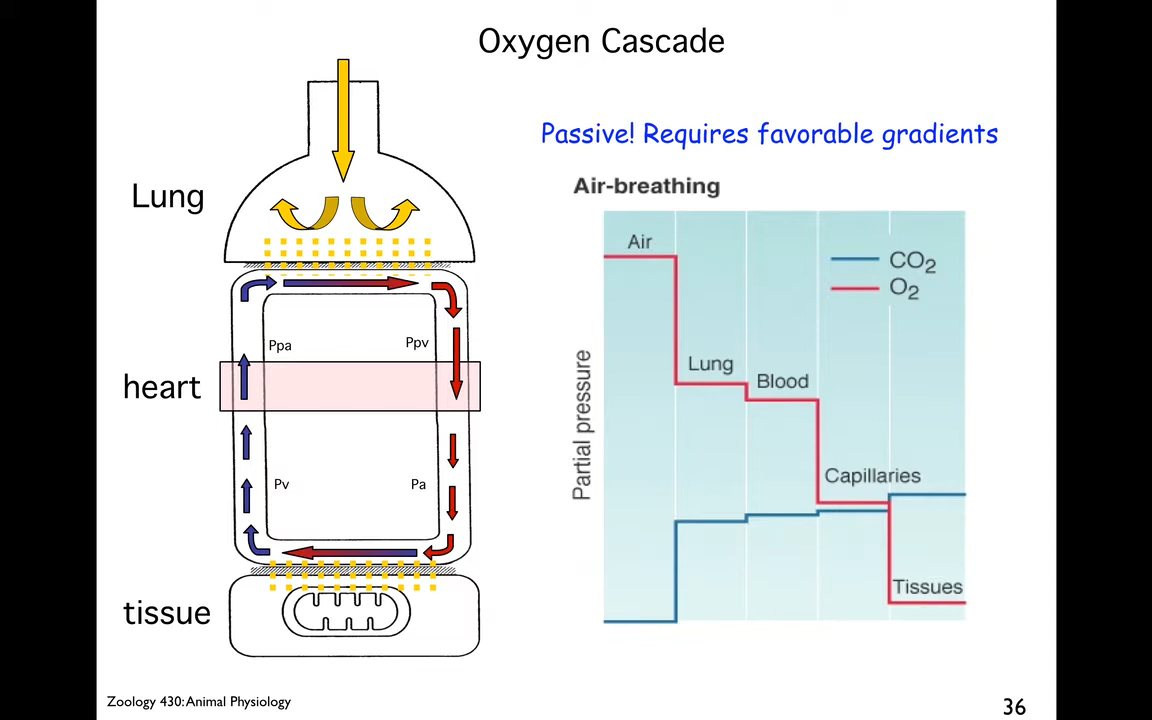 Oxygen Cascade
Passive! Requires favorable gradients
Lung
heart
tissue
Ppa
Ppv
Pv
Pa
Air-breathing
Partial pressure
Air
Lung
Blood
Capillaries
Tissues
CO₂
O₂
Zoology 430: Animal Physiology
36